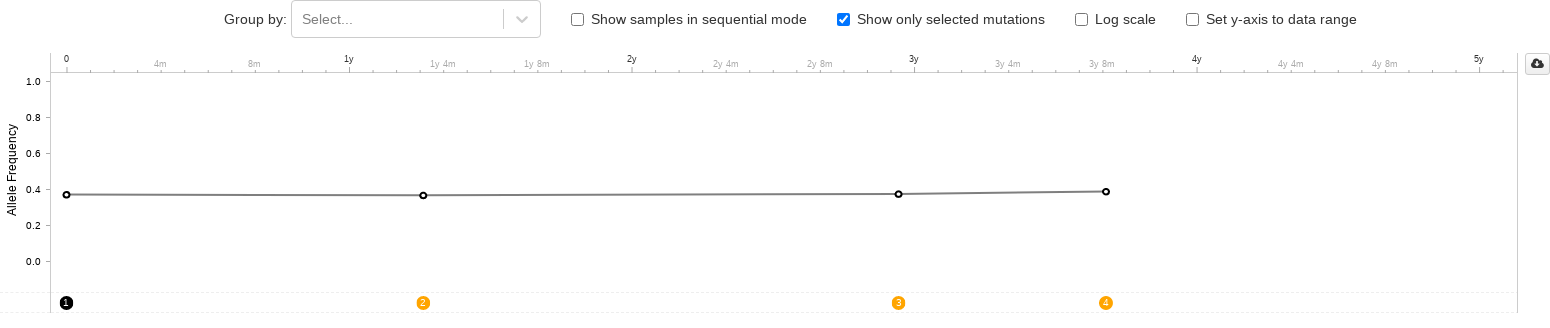 Group by: Select... Show samples in sequential mode Show only selected mutations Log scale Set y-axis to data range
0 4m 8m 1y 1y 4m 1y 8m 2y 2y 4m 2y 8m 3y 3y 4m 3y 8m 4y 4y 4m 4y 8m 5y
Allele Frequency
1.0
0.8
0.6
0.4
0.2
0.0
1 2 3 4